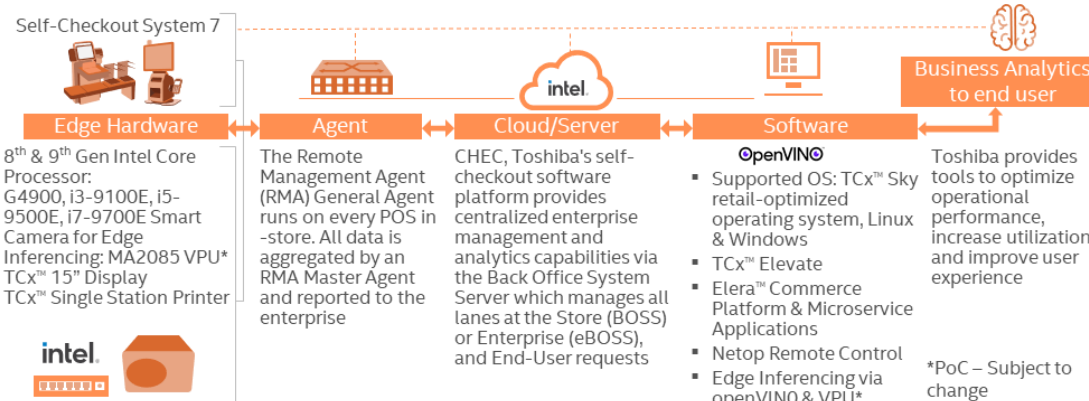 Self-Checkout System 7
intel.
Business Analytics
to end user
Edge Hardware
Agent
Cloud/Server
Software
8th & 9th Gen Intel Core
Processor:
G4900, i3-9100E, i5-
9500E, i7-9700E Smart
Camera for Edge
Inferencing: MA2085 VPU*
TCx™ 15” Display
TCx™ Single Station Printer
intel.
The Remote
Management Agent
(RMA) General Agent
runs on every POS in
-store. All data is
aggregated by an
RMA Master Agent
and reported to the
enterprise
CHEC, Toshiba's self-
checkout software
platform provides
centralized enterprise
management and
analytics capabilities via
the Back Office System
Server which manages all
lanes at the Store (BOSS)
or Enterprise (eBOSS),
and End-User requests
OpenVINO
▪ Supported OS: TCx™ Sky
retail-optimized
operating system, Linux
& Windows
▪ TCx™ Elevate
▪ Elera™ Commerce
Platform & Microservice
Applications
▪ Netop Remote Control
▪ Edge Inferencing via
openVIN0 & VPU*
Toshiba provides
tools to optimize
operational
performance,
increase utilization
and improve user
experience
*PoC – Subject to
change